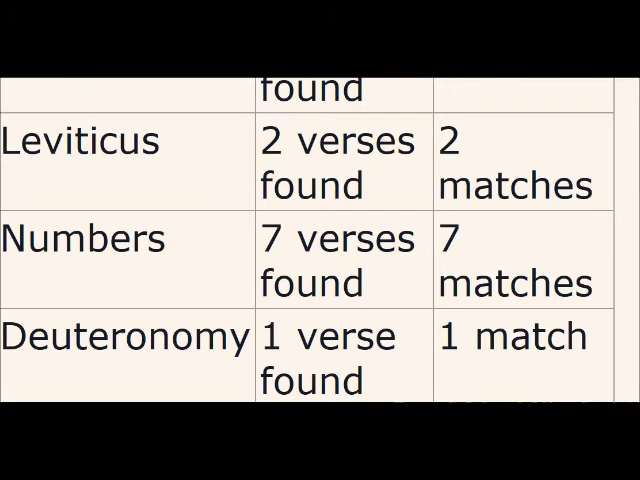 found
Leviticus 2 verses 2
found matches
Numbers 7 verses 7
found matches
Deuteronomy 1 verse 1 match
found